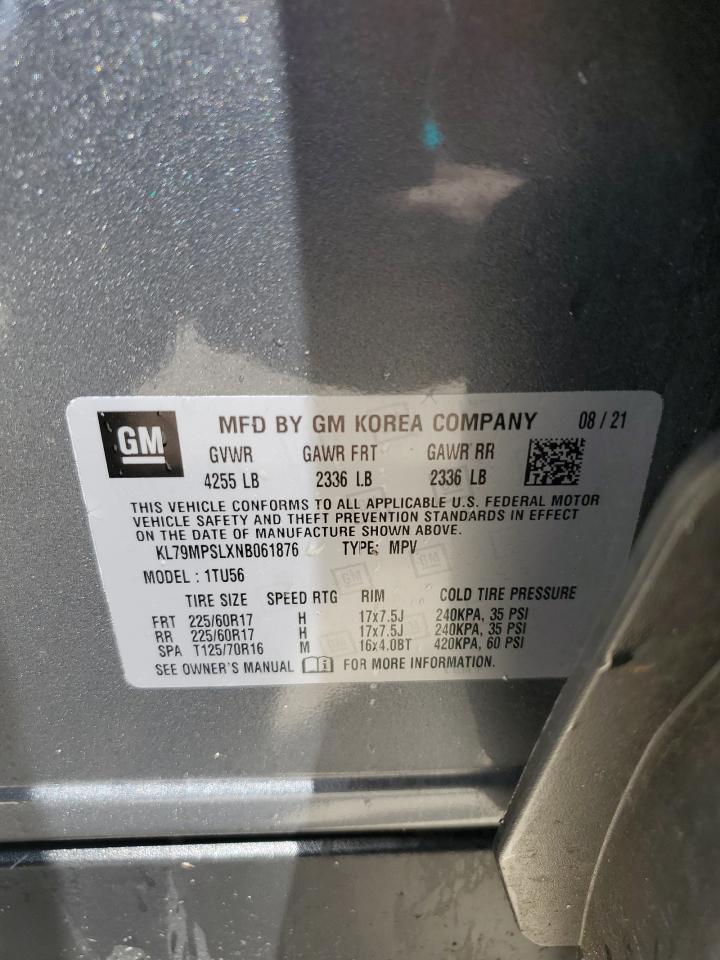 GM MFD BY GM KOREA COMPANY 08 / 21
GVWR GAWR FRT GAWR RR
4255 LB 2336 LB 2336 LB
THIS VEHICLE CONFORMS TO ALL APPLICABLE U.S. FEDERAL MOTOR
VEHICLE SAFETY AND THEFT PREVENTION STANDARDS IN EFFECT
ON THE DATE OF MANUFACTURE SHOWN ABOVE.
KL79MPSLXNB061876 TYPE: MPV
MODEL : 1TU56
TIRE SIZE SPEED RTG RIM COLD TIRE PRESSURE
FRT 225/60R17 H 17x7.5J 240KPA, 35 PSI
RR 225/60R17 H 17x7.5J 240KPA, 35 PSI
SPA T125/70R16 M 16x4.0BT 420KPA, 60 PSI
SEE OWNER'S MANUAL FOR MORE INFORMATION.